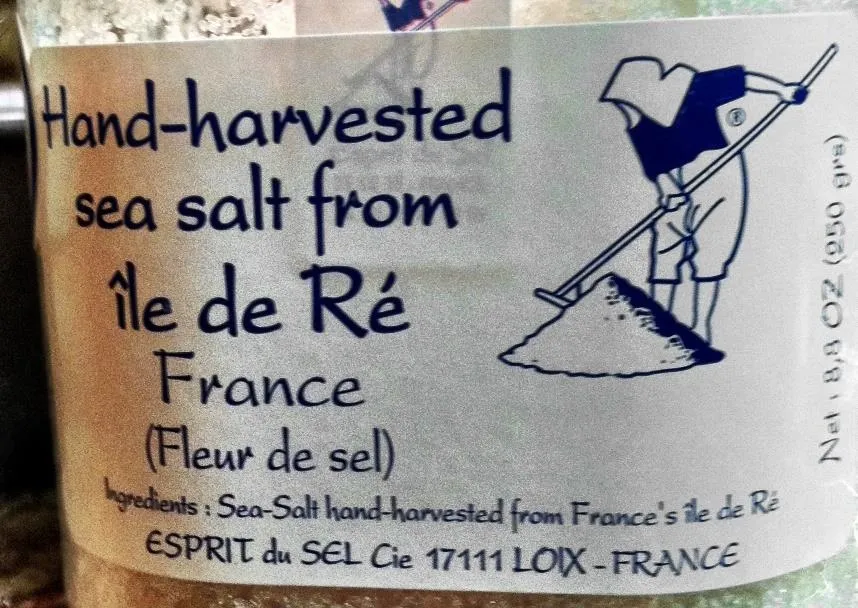 Hand-harvested
sea salt from
île de Ré
France
(Fleur de sel)
Ingredients : Sea-Salt hand-harvested from France's île de Ré
ESPRIT du SEL Cie 17111 LOIX - FRANCE
®
Net : 8,8 OZ (250 grs)